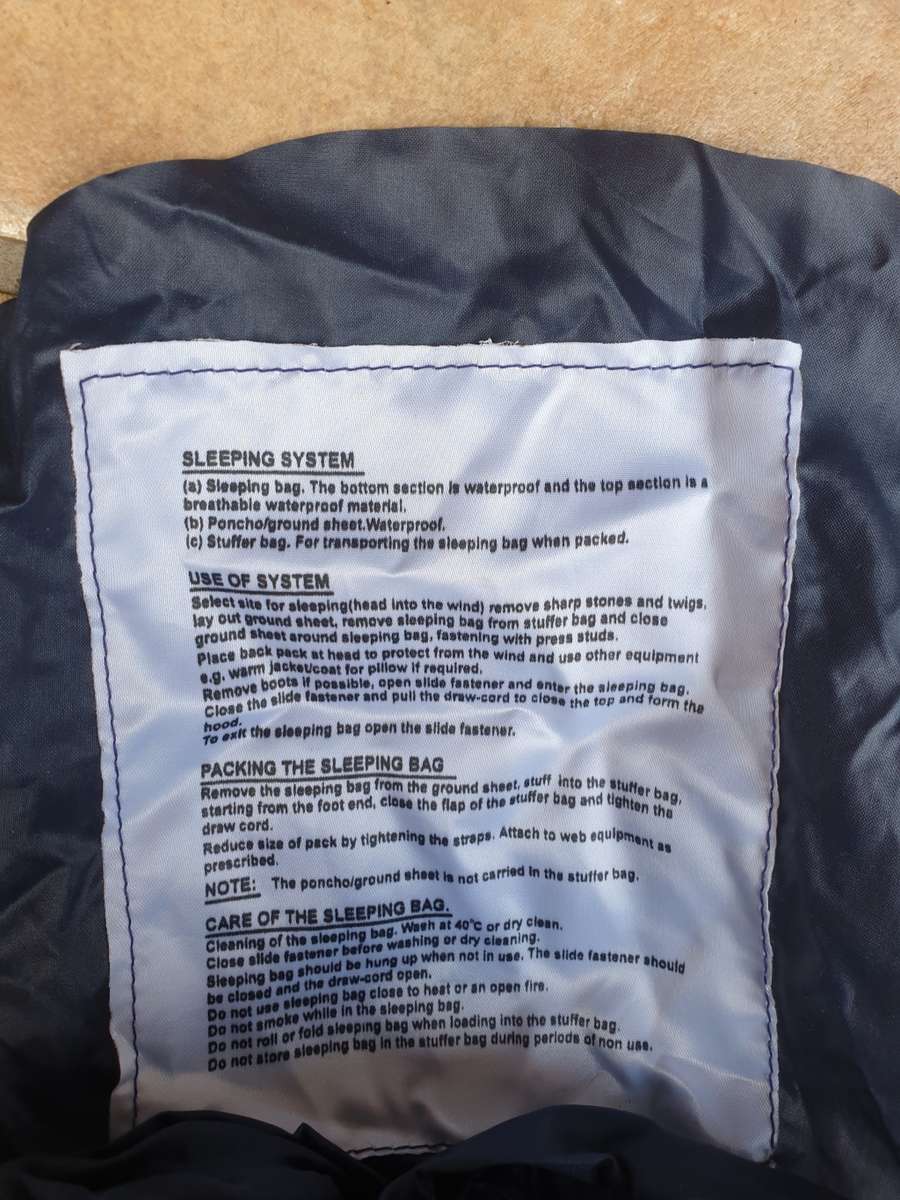 SLEEPING SYSTEM
(a) Sleeping bag. The bottom section is waterproof and the top section is a
breathable waterproof material.
(b) Poncho/ground sheet.Waterproof.
(c) Stuffer bag. For transporting the sleeping bag when packed.
USE OF SYSTEM
Select site for sleeping(head into the wind) remove sharp stones and twigs,
lay out ground sheet, remove sleeping bag from stuffer bag and close
ground sheet around sleeping bag, fastening with press studs.
Place back pack at head to protect from the wind and use other equipment
e.g. warm jacket/coat for pillow if required.
Remove boots if possible, open slide fastener and enter the sleeping bag.
Close the slide fastener and pull the draw-cord to close the top and form the
hood.
To exit the sleeping bag open the slide fastener.
PACKING THE SLEEPING BAG
Remove the sleeping bag from the ground sheet, stuff into the stuffer bag,
starting from the foot end, close the flap of the stuffer bag and tighten the
draw cord.
Reduce size of pack by tightening the straps. Attach to web equipment as
prescribed.
NOTE: The poncho/ground sheet is not carried in the stuffer bag.
CARE OF THE SLEEPING BAG.
Cleaning of the sleeping bag. Wash at 40°c or dry clean.
Close slide fastener before washing or dry cleaning.
Sleeping bag should be hung up when not in use. The slide fastener should
be closed and the draw-cord open.
Do not use sleeping bag close to heat or an open fire.
Do not smoke while in the sleeping bag.
Do not roll or fold sleeping bag when loading into the stuffer bag.
Do not store sleeping bag in the stuffer bag during periods of non use.